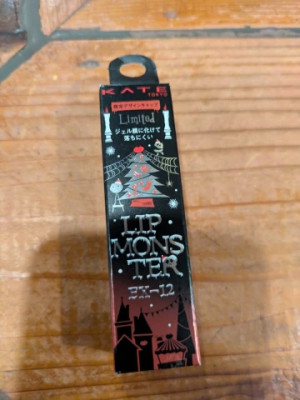 KATE
TOKYO
限定デザインキャップ
Limited
ジェル膜に化けて
落ちにくい
LIP
MONS
TER
EX-12